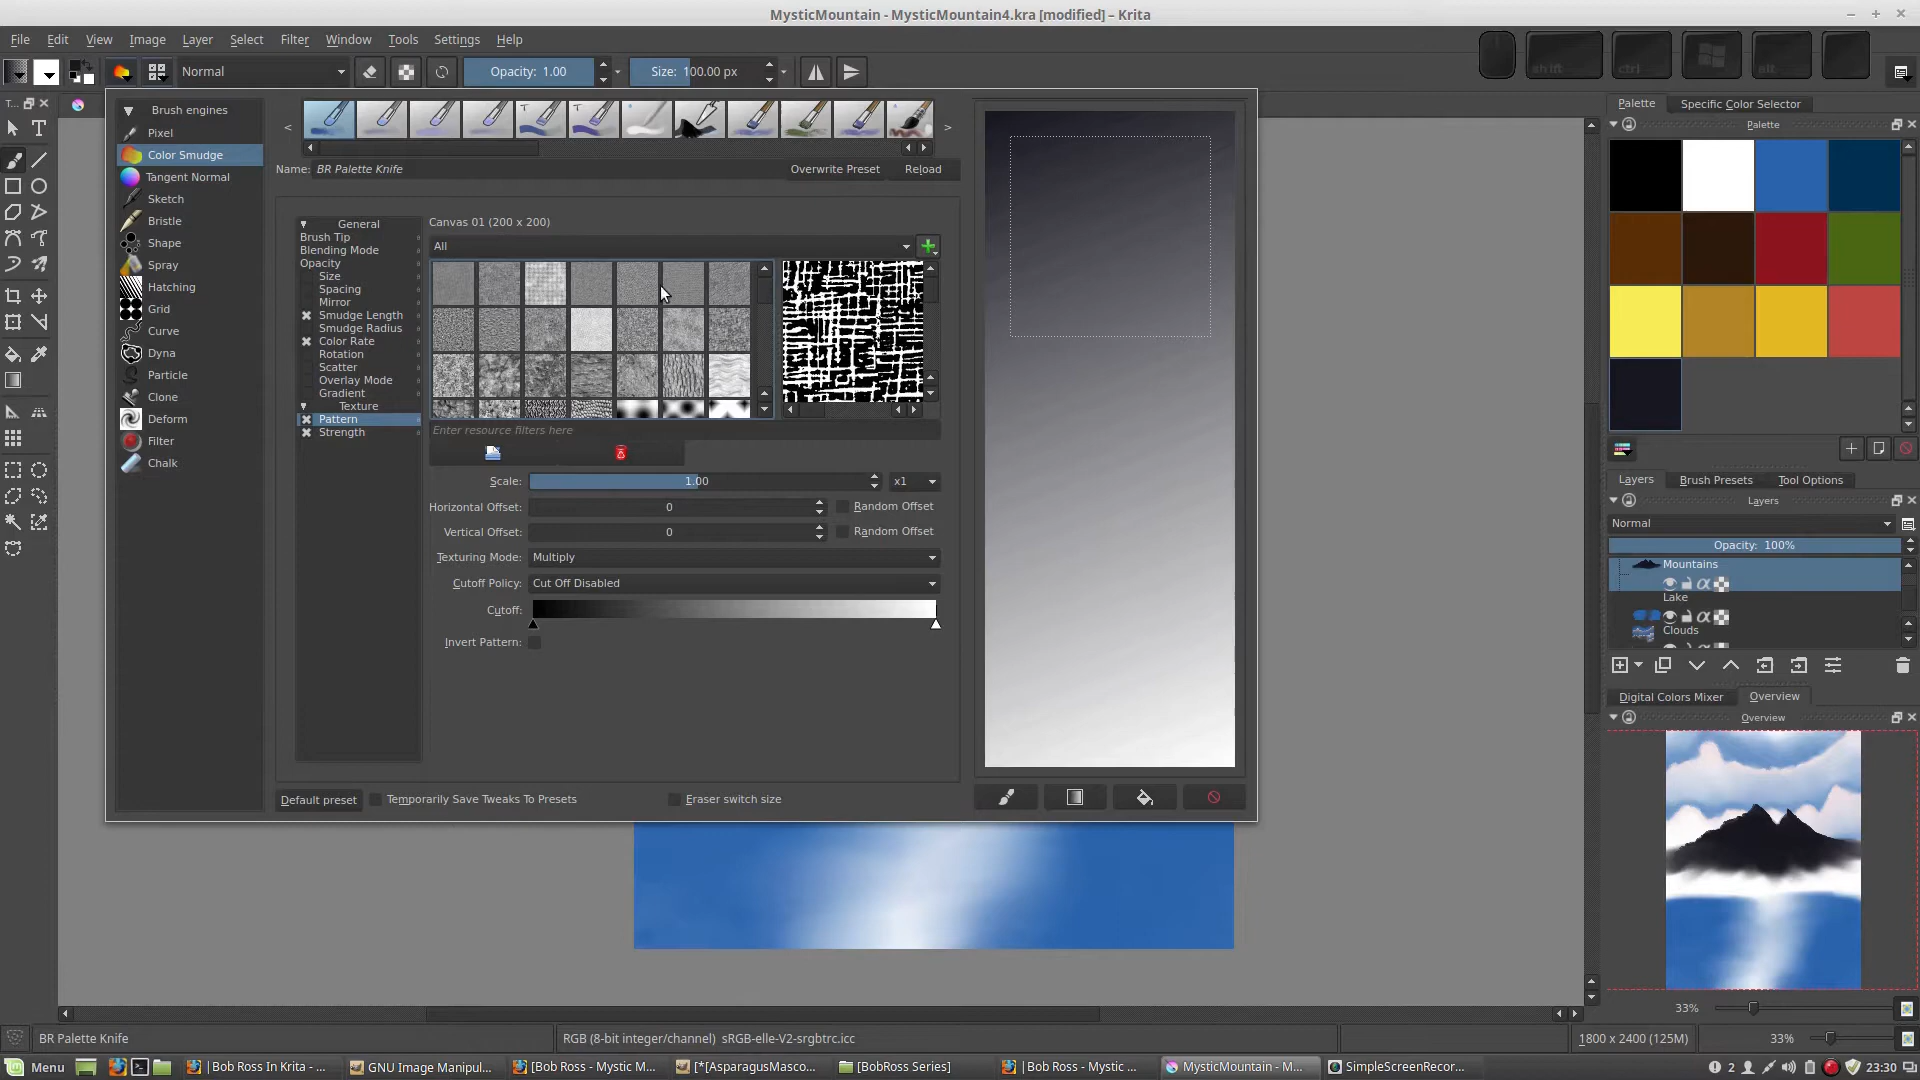 MysticMountain - MysticMountain4.kra [modified] – Krita
File Edit View Image Layer Select Filter Window Tools Settings Help
shift ctrl alt
Normal Opacity: 1.00 Size: 100.00 px
T...
Brush engines
Pixel
Color Smudge
Tangent Normal
Sketch
Bristle
Shape
Spray
Hatching
Grid
Curve
Dyna
Particle
Clone
Deform
Filter
Chalk
Name: BR Palette Knife Overwrite Preset Reload
General
Brush Tip
Blending Mode
Opacity
Size
Spacing
Mirror
Smudge Length
Smudge Radius
Color Rate
Rotation
Scatter
Overlay Mode
Gradient
Texture
Pattern
Strength
Canvas 01 (200 x 200)
All
Enter resource filters here
Scale: 1.00 x1
Horizontal Offset: 0 Random Offset
Vertical Offset: 0 Random Offset
Texturing Mode: Multiply
Cutoff Policy: Cut Off Disabled
Cutoff:
Invert Pattern:
Default preset Temporarily Save Tweaks To Presets Eraser switch size
Palette Specific Color Selector
Palette
Layers Brush Presets Tool Options
Layers
Normal
Opacity: 100%
Mountains
Lake
Clouds
Digital Colors Mixer Overview
Overview
33%
BR Palette Knife RGB (8-bit integer/channel) sRGB-elle-V2-srgbtrc.icc 1800 x 2400 (125M) 33%
Menu | Bob Ross In Krita - ... GNU Image Manipul... [Bob Ross - Mystic M... [*[AsparagusMasco... [BobRoss Series] | Bob Ross - Mystic ... MysticMountain - M... SimpleScreenRecor... 2 23:30